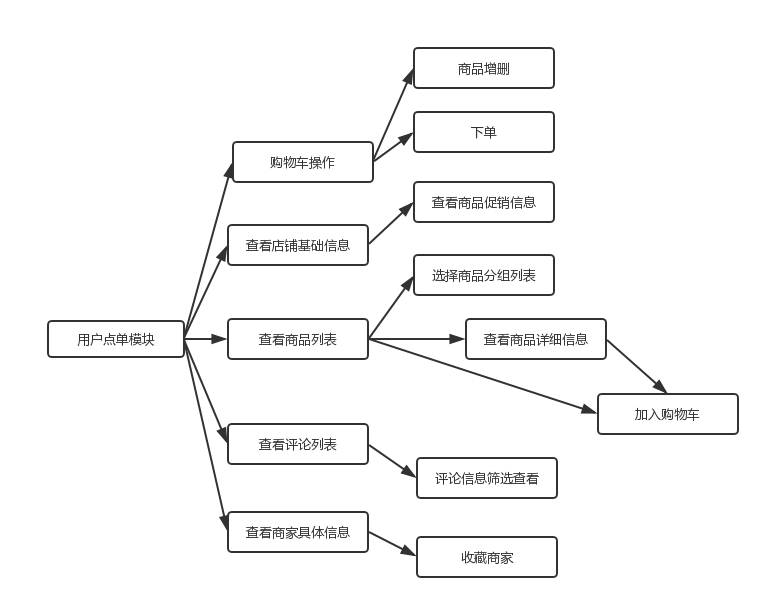 商品增删
下单
购物车操作
查看商品促销信息
查看店铺基础信息
选择商品分组列表
用户点单模块
查看商品列表
查看商品详细信息
加入购物车
查看评论列表
评论信息筛选查看
查看商家具体信息
收藏商家